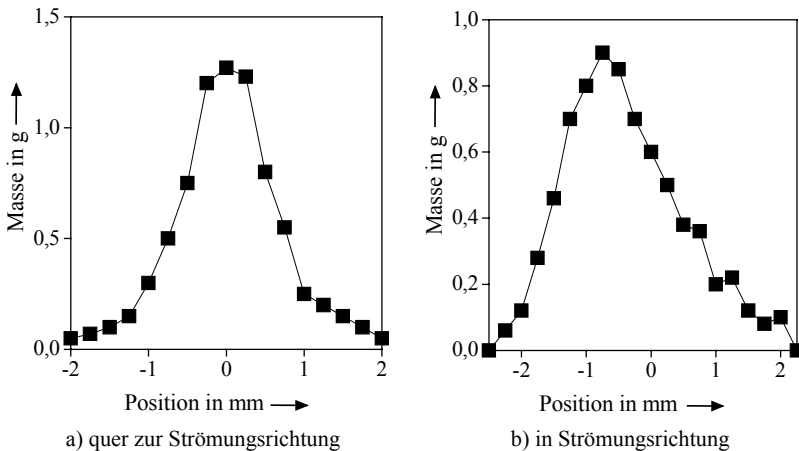 1,5
1,0
0,5
0,0
Masse in g
-2 -1 0 1 2
Position in mm
a) quer zur Strömungsrichtung
1,0
0,8
0,6
0,4
0,2
0,0
Masse in g
-2 -1 0 1 2
Position in mm
b) in Strömungsrichtung